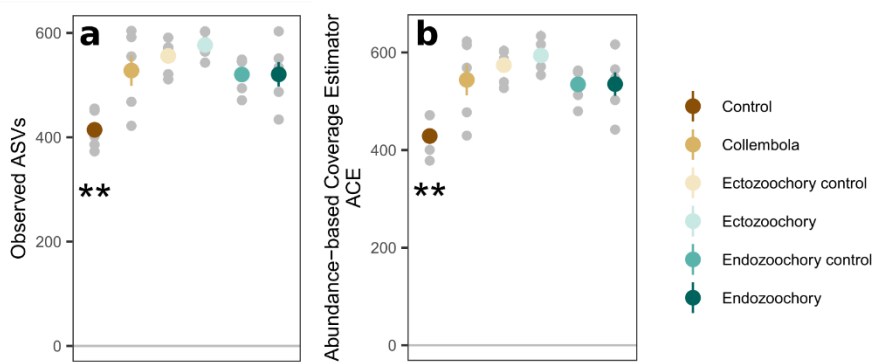 a
Observed ASVs
600
400
200
0
**
b
Abundance−based Coverage Estimator
ACE
600
400
200
0
**
Control
Collembola
Ectozoochory control
Ectozoochory
Endozoochory control
Endozoochory